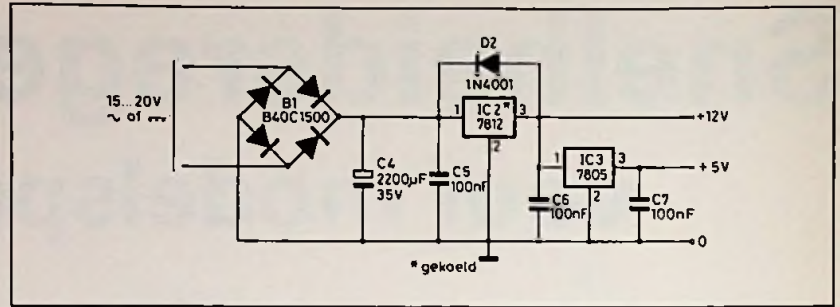 D2
1N4001
15...20V
~ of ⎓
B1
B40C1500
1
IC2*
7812
3
2
+12V
1
IC3
7805
3
2
+5V
C4
2200µF
35V
C5
100nF
C6
100nF
C7
100nF
0
* gekoeld